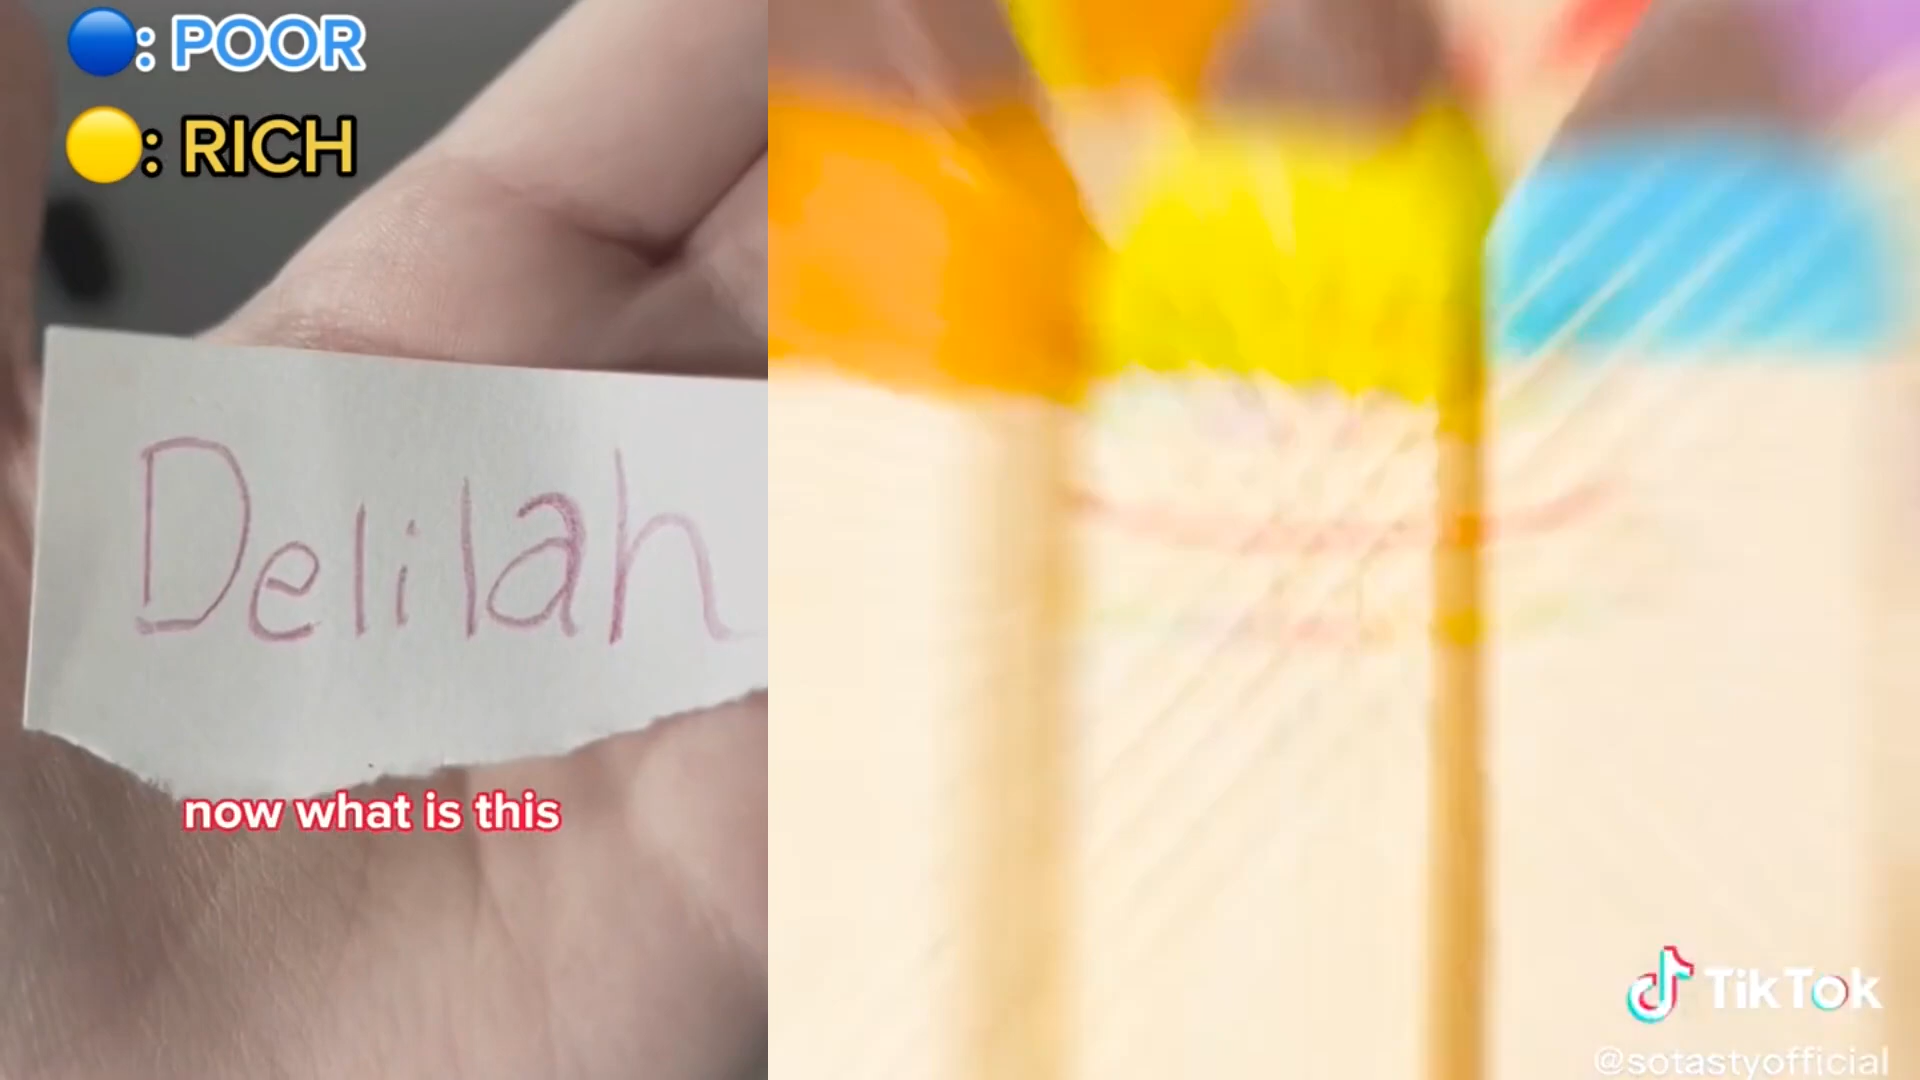 🔵: POOR
🟡: RICH
Delilah
now what is this
TikTok
@sotastyofficial